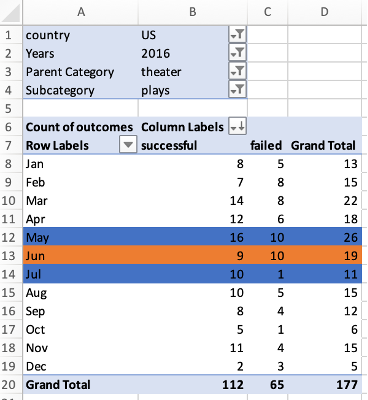 A B C D
1 country US
2 Years 2016
3 Parent Category theater
4 Subcategory plays
5
6 Count of outcomes Column Labels
7 Row Labels successful failed Grand Total
8 Jan 8 5 13
9 Feb 7 8 15
10 Mar 14 8 22
11 Apr 12 6 18
12 May 16 10 26
13 Jun 9 10 19
14 Jul 10 1 11
15 Aug 10 5 15
16 Sep 8 4 12
17 Oct 5 1 6
18 Nov 11 4 15
19 Dec 2 3 5
20 Grand Total 112 65 177